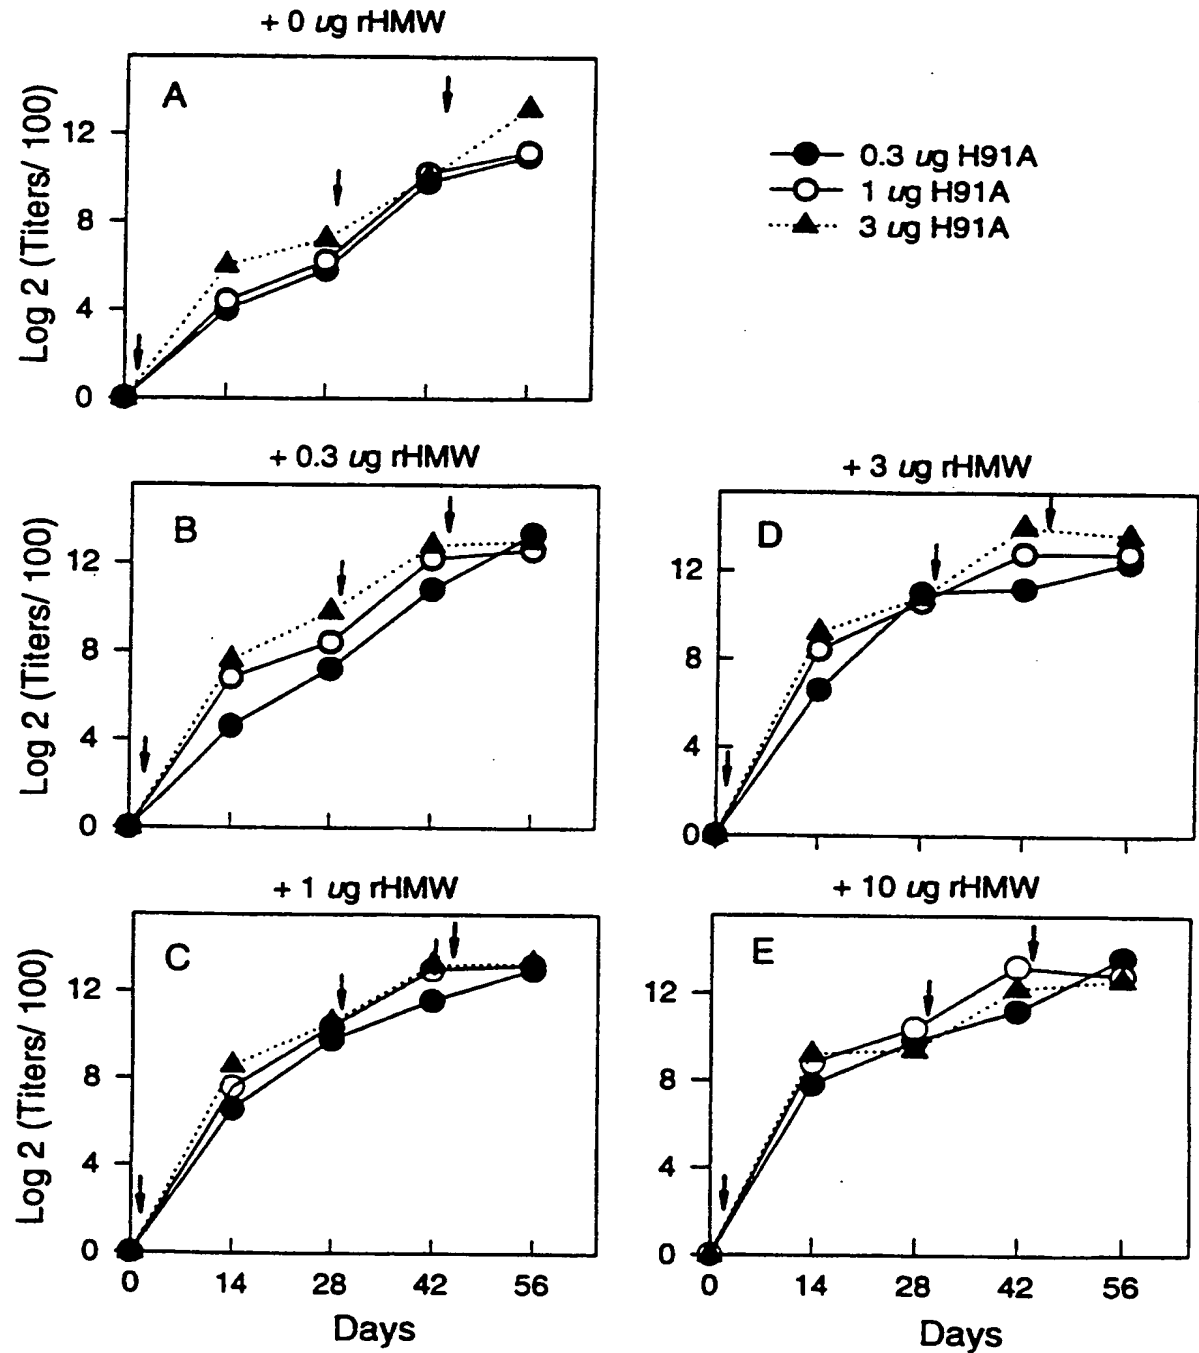 + 0 ug rHMW
A
Log 2 (Titers/ 100)
12
8
4
0
0.3 ug H91A
1 ug H91A
3 ug H91A
+ 0.3 ug rHMW
B
Log 2 (Titers/ 100)
12
8
4
0
+ 3 ug rHMW
D
12
8
4
0
+ 1 ug rHMW
C
Log 2 (Titers/ 100)
12
8
4
0
0 14 28 42 56
Days
+ 10 ug rHMW
E
12
8
4
0
0 14 28 42 56
Days